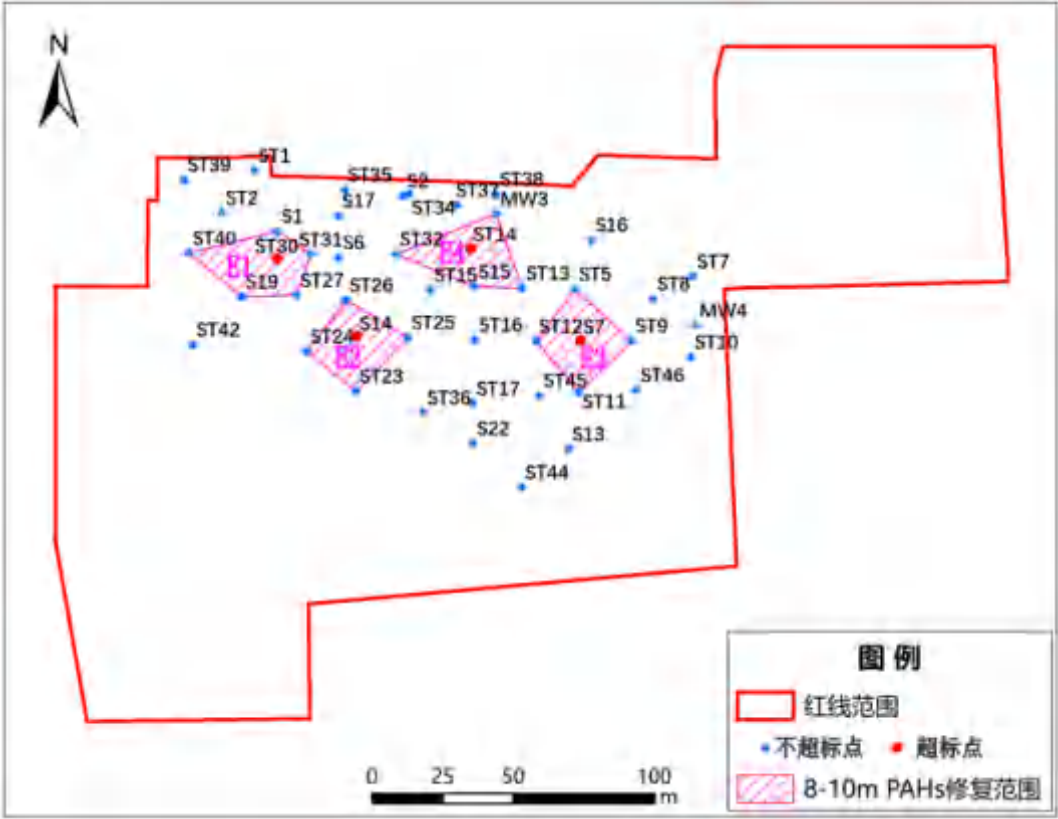 N
ST39
ST1
ST2
S1
ST35
S17
S2
ST34
ST37
ST38
MW3
S16
ST40
ST30
ST31
S6
ST32
ST14
E1
E4
S19
ST27
ST26
ST15
S15
ST13
ST5
ST8
ST7
MW4
ST42
ST24
S14
ST25
ST16
ST12
S7
ST9
ST10
E2
E3
ST23
ST36
ST17
ST45
ST11
ST46
S22
S13
ST44
图例
红线范围
不超标点
超标点
8-10m PAHs修复范围
0 25 50 100
m